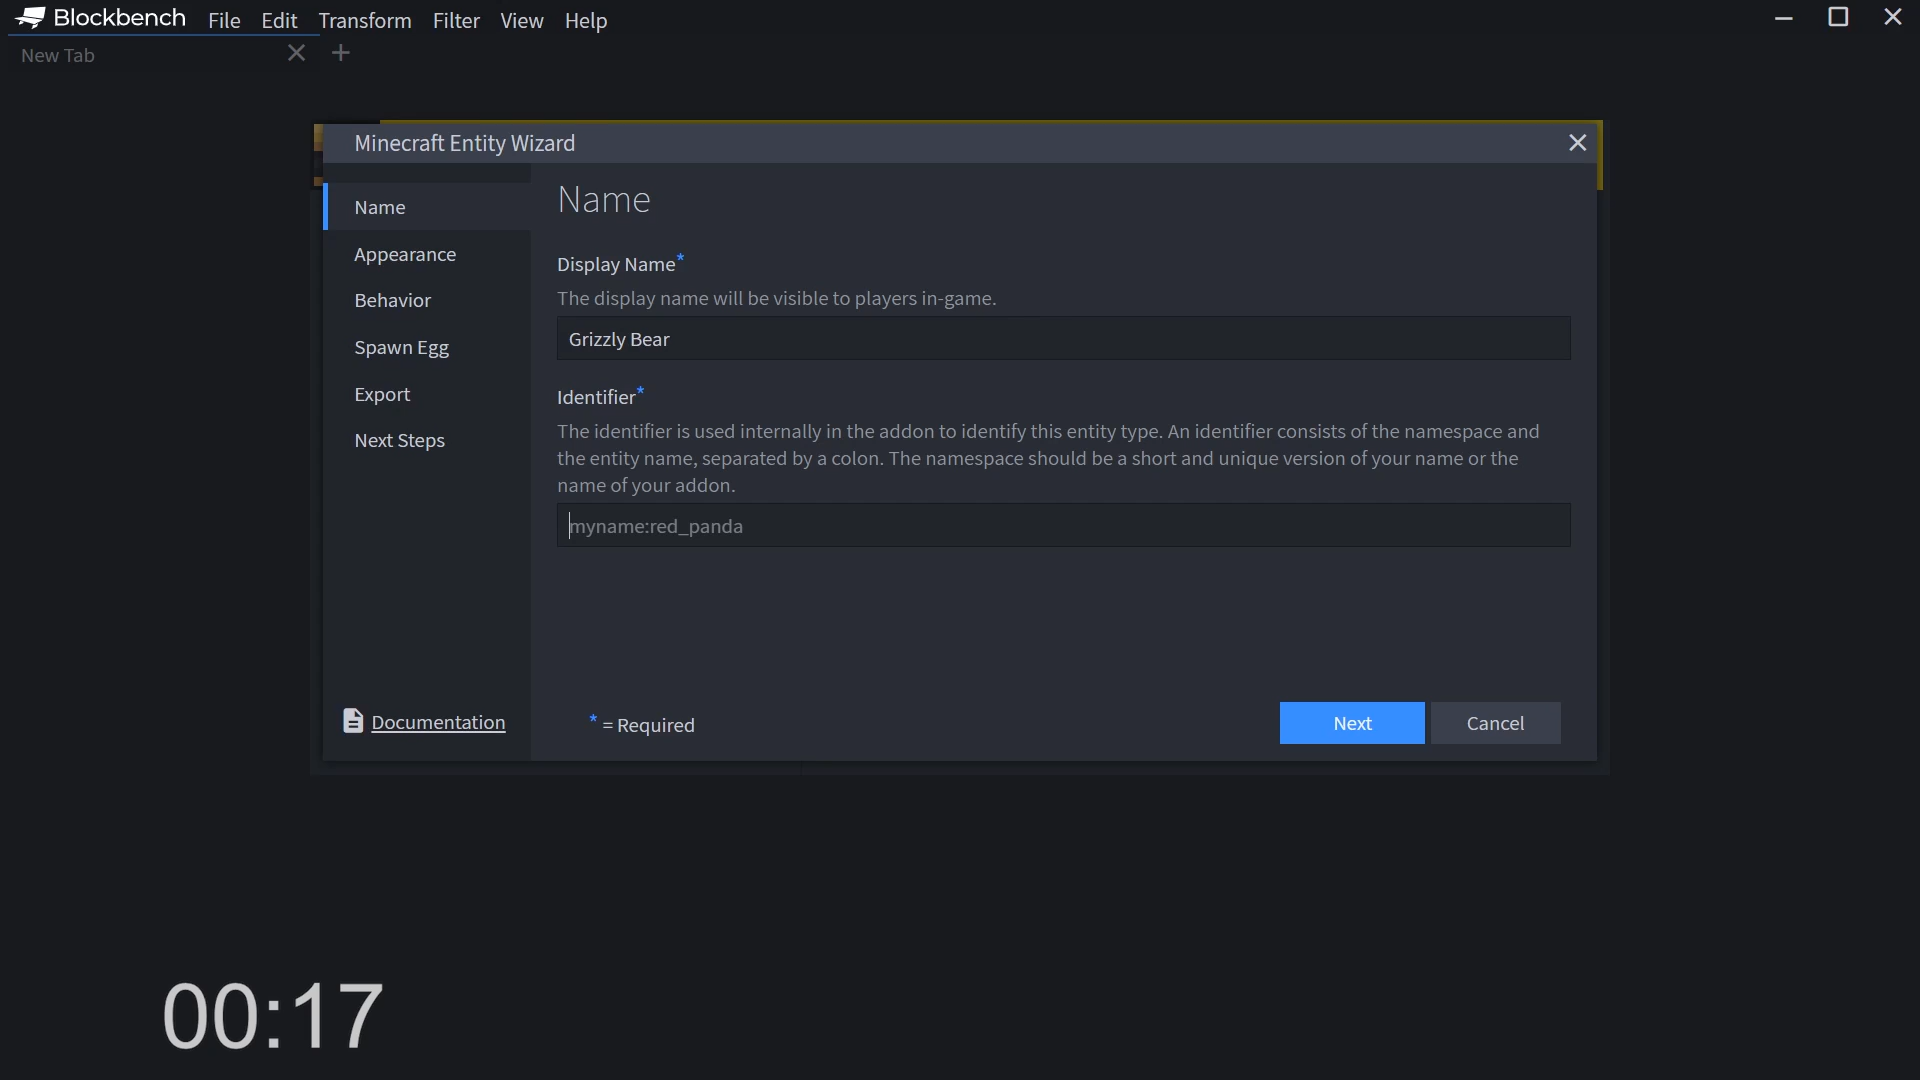 Blockbench File Edit Transform Filter View Help
New Tab
Minecraft Entity Wizard
Name
Appearance
Behavior
Spawn Egg
Export
Next Steps
Documentation
Name
Display Name*
The display name will be visible to players in-game.
Grizzly Bear
Identifier*
The identifier is used internally in the addon to identify this entity type. An identifier consists of the namespace and
the entity name, separated by a colon. The namespace should be a short and unique version of your name or the
name of your addon.
myname:red_panda
* = Required
Next Cancel
00:17